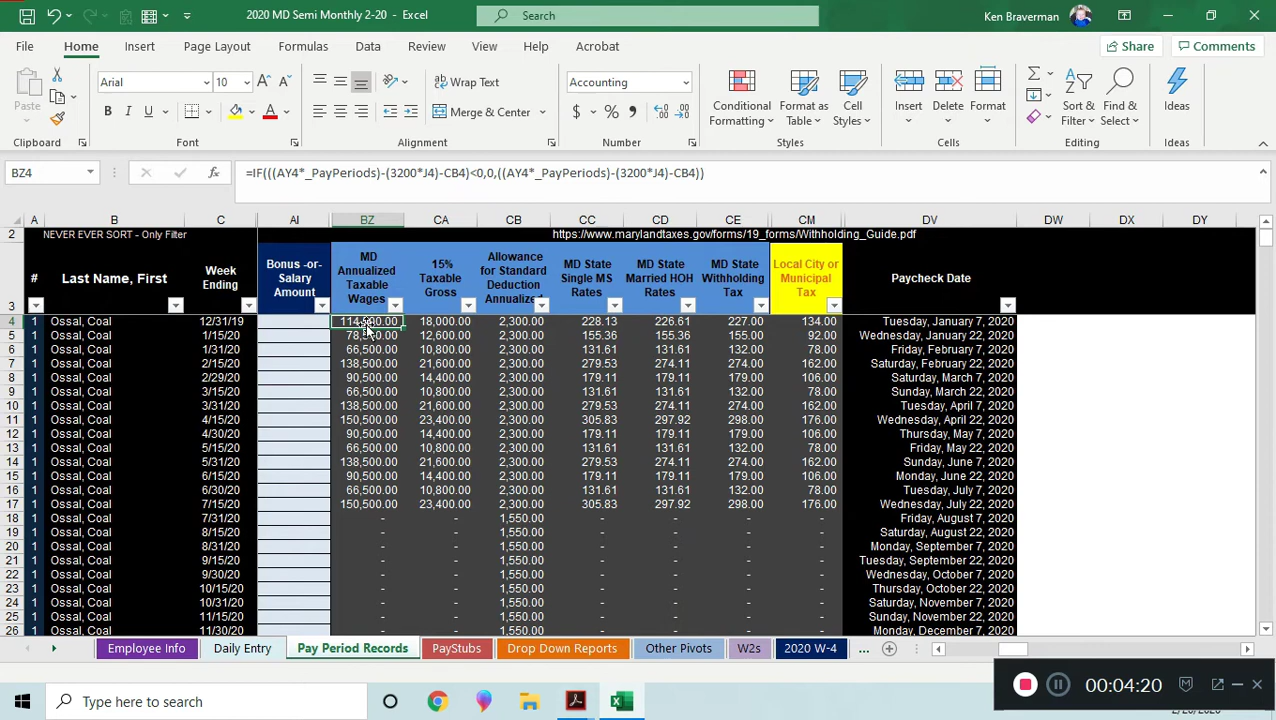 2020 MD Semi Monthly 2-20 - Excel
Search
Ken Braverman
File Home Insert Page Layout Formulas Data Review View Help Acrobat Share Comments
Paste
Arial 10
B I U
Wrap Text
Merge & Center
Accounting
$ % ,
Conditional Formatting
Format as Table
Cell Styles
Insert
Delete
Format
Sort & Filter
Find & Select
Ideas
Clipboard Font Alignment Number Styles Cells Editing Ideas
BZ4 =IF(((AY4*_PayPeriods)-(3200*J4)-CB4)<0,0,((AY4*_PayPeriods)-(3200*J4)-CB4))
A B C AI BZ CA CB CC CD CE CM DV DW DX DY
2 NEVER EVER SORT - Only Filter https://www.marylandtaxes.gov/forms/19_forms/Withholding_Guide.pdf
3 # Last Name, First Week Ending Bonus -or- Salary Amount MD Annualized Taxable Wages 15% Taxable Gross Allowance for Standard Deduction Annualized MD State Single MS Rates MD State Married HOH Rates MD State Withholding Tax Local City or Municipal Tax Paycheck Date
4 1 Ossal, Coal 12/31/19 18,000.00 2,300.00 228.13 226.61 227.00 134.00 Tuesday, January 7, 2020
5 1 Ossal, Coal 1/15/20 12,600.00 2,300.00 155.36 155.36 155.00 92.00 Wednesday, January 22, 2020
6 1 Ossal, Coal 1/31/20 66,500.00 10,800.00 2,300.00 131.61 131.61 132.00 78.00 Friday, February 7, 2020
7 1 Ossal, Coal 2/15/20 138,500.00 21,600.00 2,300.00 279.53 274.11 274.00 162.00 Saturday, February 22, 2020
8 1 Ossal, Coal 2/29/20 90,500.00 14,400.00 2,300.00 179.11 179.11 179.00 106.00 Saturday, March 7, 2020
9 1 Ossal, Coal 3/15/20 66,500.00 10,800.00 2,300.00 131.61 131.61 132.00 78.00 Sunday, March 22, 2020
10 1 Ossal, Coal 3/31/20 138,500.00 21,600.00 2,300.00 279.53 274.11 274.00 162.00 Tuesday, April 7, 2020
11 1 Ossal, Coal 4/15/20 150,500.00 23,400.00 2,300.00 305.83 297.92 298.00 176.00 Wednesday, April 22, 2020
12 1 Ossal, Coal 4/30/20 90,500.00 14,400.00 2,300.00 179.11 179.11 179.00 106.00 Thursday, May 7, 2020
13 1 Ossal, Coal 5/15/20 66,500.00 10,800.00 2,300.00 131.61 131.61 132.00 78.00 Friday, May 22, 2020
14 1 Ossal, Coal 5/31/20 138,500.00 21,600.00 2,300.00 279.53 274.11 274.00 162.00 Sunday, June 7, 2020
15 1 Ossal, Coal 6/15/20 90,500.00 14,400.00 2,300.00 179.11 179.11 179.00 106.00 Monday, June 22, 2020
16 1 Ossal, Coal 6/30/20 66,500.00 10,800.00 2,300.00 131.61 131.61 132.00 78.00 Tuesday, July 7, 2020
17 1 Ossal, Coal 7/15/20 150,500.00 23,400.00 2,300.00 305.83 297.92 298.00 176.00 Wednesday, July 22, 2020
18 1 Ossal, Coal 7/31/20 - - 1,550.00 - - - - Friday, August 7, 2020
19 1 Ossal, Coal 8/15/20 - - 1,550.00 - - - - Saturday, August 22, 2020
20 1 Ossal, Coal 8/31/20 - - 1,550.00 - - - - Monday, September 7, 2020
21 1 Ossal, Coal 9/15/20 - - 1,550.00 - - - - Tuesday, September 22, 2020
22 1 Ossal, Coal 9/30/20 - - 1,550.00 - - - - Wednesday, October 7, 2020
23 1 Ossal, Coal 10/15/20 - - 1,550.00 - - - - Thursday, October 22, 2020
24 1 Ossal, Coal 10/31/20 - - 1,550.00 - - - - Saturday, November 7, 2020
25 1 Ossal, Coal 11/15/20 - - 1,550.00 - - - - Sunday, November 22, 2020
26 1 Ossal, Coal 11/30/20 - - 1,550.00 - - - - Monday, December 7, 2020
Employee Info Daily Entry Pay Period Records PayStubs Drop Down Reports Other Pivots W2s 2020 W-4 ...
Type here to search
00:04:20